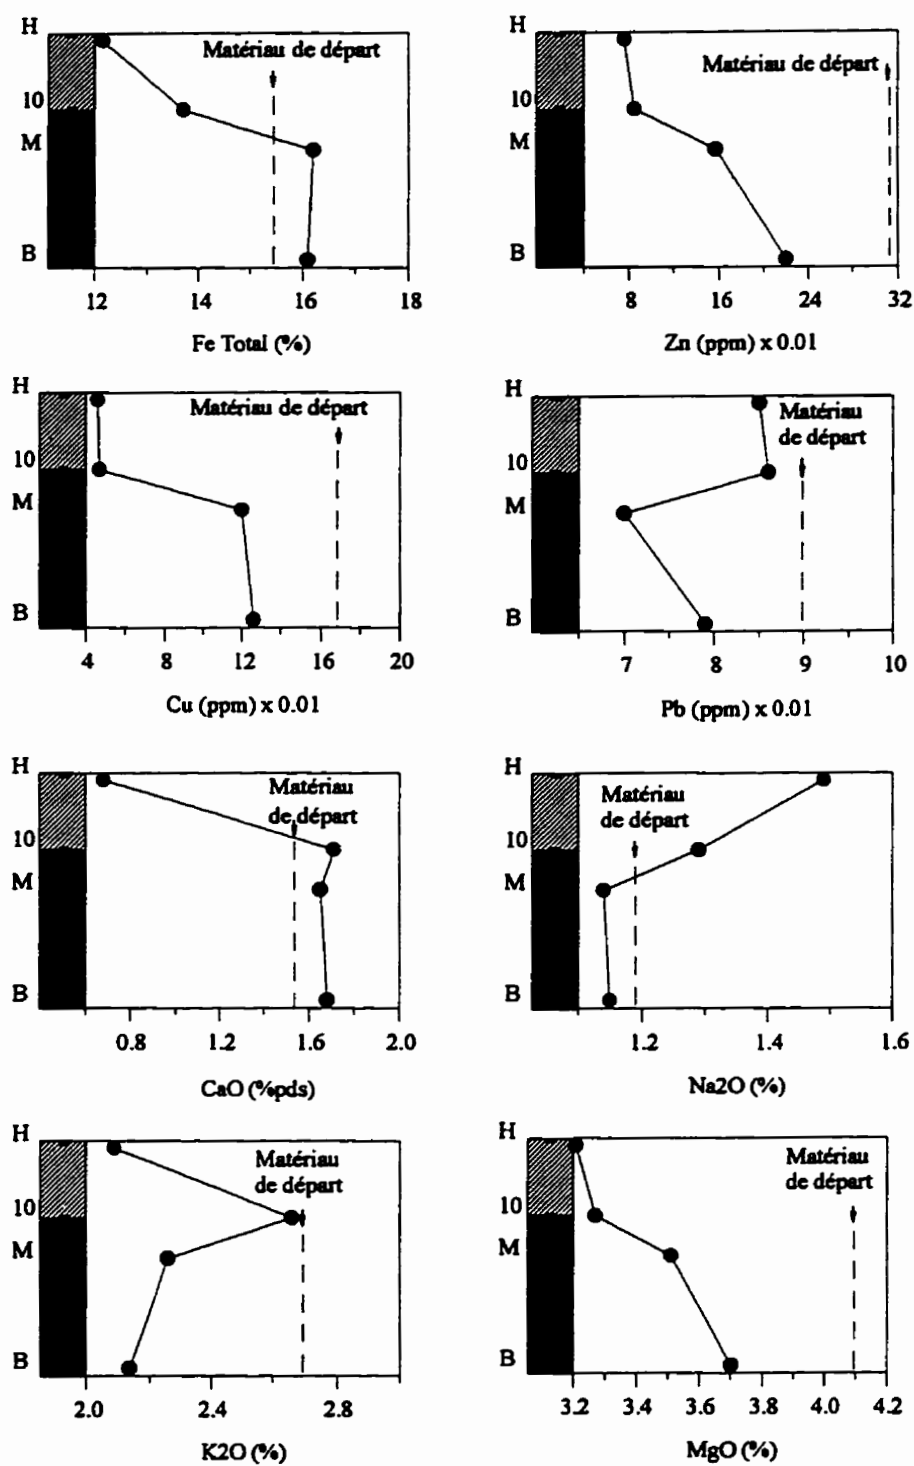 H
Matériau de départ
10
M
B
12 14 16 18
Fe Total (%)
H
Matériau de départ
10
M
B
8 16 24 32
Zn (ppm) x 0.01
H
Matériau de départ
10
M
B
4 8 12 16 20
Cu (ppm) x 0.01
H
Matériau
de départ
10
M
B
7 8 9 10
Pb (ppm) x 0.01
H
Matériau
de départ
10
M
B
0.8 1.2 1.6 2.0
CaO (%pds)
H
Matériau
de départ
10
M
B
1.2 1.4 1.6
Na2O (%)
H
Matériau
de départ
10
M
B
2.0 2.4 2.8
K2O (%)
H
Matériau
de départ
10
M
B
3.2 3.4 3.6 3.8 4.0 4.2
MgO (%)